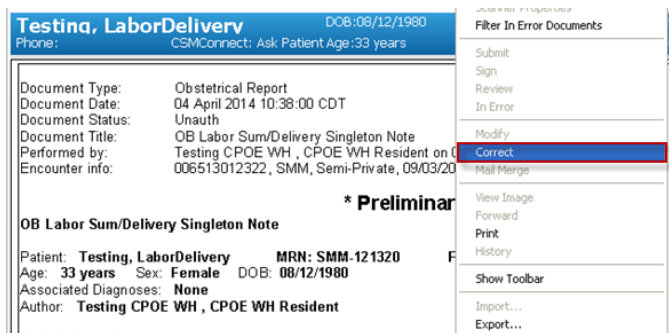 Testing, LaborDelivery DOB:08/12/1980
Phone: CSMConnect: Ask Patient Age:33 years
Document Type: Obstetrical Report
Document Date: 04 April 2014 10:38:00 CDT
Document Status: Unauth
Document Title: OB Labor Sum/Delivery Singleton Note
Performed by: Testing CPOE WH , CPOE WH Resident on
Encounter info: 006513012322, SMM, Semi-Private, 09/03/20
* Preliminar
OB Labor Sum/Delivery Singleton Note
Patient: Testing, LaborDelivery MRN: SMM-121320 F
Age: 33 years Sex: Female DOB: 08/12/1980
Associated Diagnoses: None
Author: Testing CPOE WH , CPOE WH Resident
Scanner Properties
Filter In Error Documents
Submit
Sign
Review
In Error
Modify
Correct
Mail Merge
View Image
Forward
Print
History
Show Toolbar
Import...
Export...